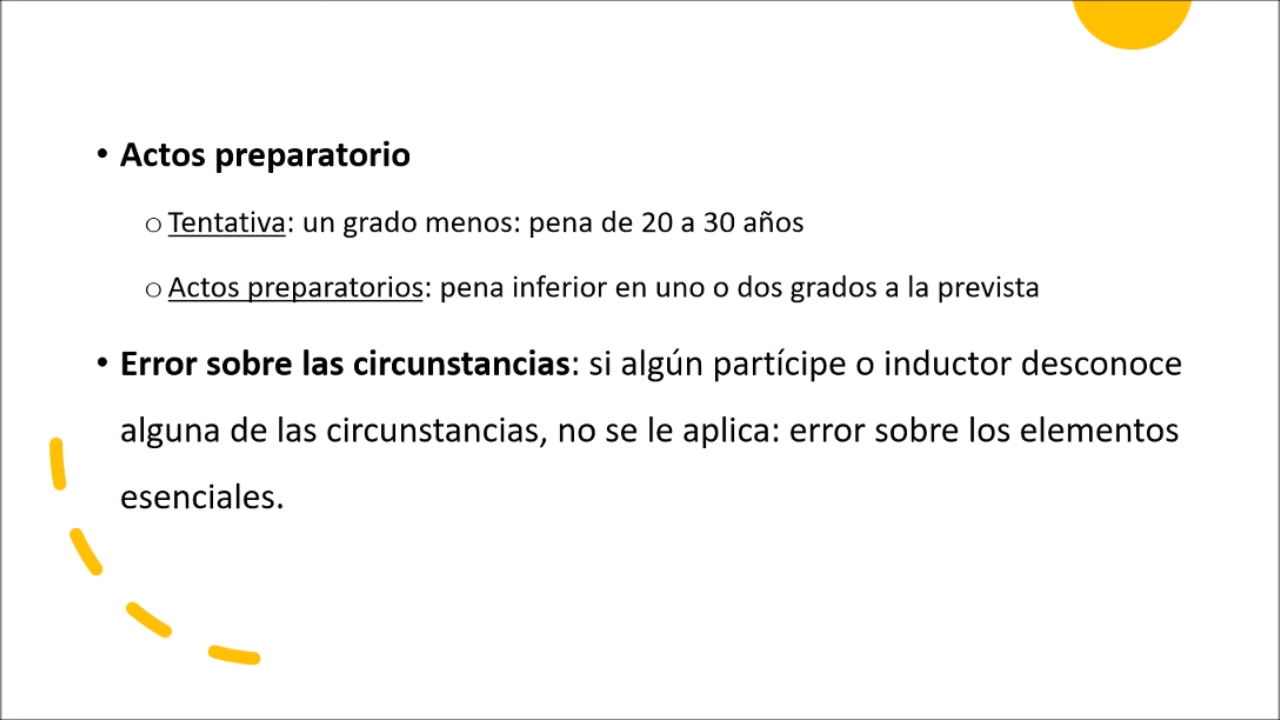 • Actos preparatorio
o Tentativa: un grado menos: pena de 20 a 30 años
o Actos preparatorios: pena inferior en uno o dos grados a la prevista
• Error sobre las circunstancias: si algún partícipe o inductor desconoce
alguna de las circunstancias, no se le aplica: error sobre los elementos
esenciales.